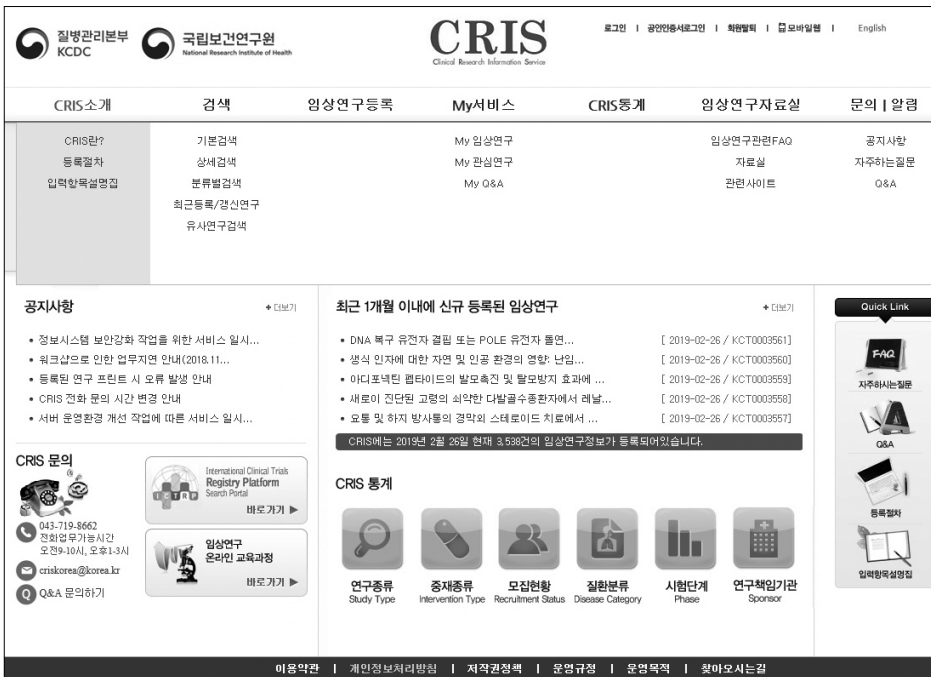 질병관리본부
KCDC
국립보건연구원
National Research Institute of Health
CRIS
Clinical Research Information Service
로그인 | 공인인증서로그인 | 회원탈퇴 | 모바일웹 | English
CRIS소개 검색 임상연구등록 My서비스 CRIS통계 임상연구자료실 문의 | 알림
CRIS란? 기본검색 My 임상연구 임상연구관련FAQ 공지사항
등록절차 상세검색 My 관심연구 자료실 자주하는질문
입력항목설명집 분류별검색 My Q&A 관련사이트 Q&A
최근등록/갱신연구
유사연구검색
공지사항 + 더보기
• 정보시스템 보안강화 작업을 위한 서비스 일시...
• 워크샵으로 인한 업무지연 안내(2018.11...
• 등록된 연구 프린트 시 오류 발생 안내
• CRIS 전화 문의 시간 변경 안내
• 서버 운영환경 개선 작업에 따른 서비스 일시...
최근 1개월 이내에 신규 등록된 임상연구 + 더보기
• DNA 복구 유전자 결핍 또는 POLE 유전자 돌연... [ 2019-02-26 / KCT0003561]
• 생식 인자에 대한 자연 및 인공 환경의 영향: 난임... [ 2019-02-26 / KCT0003560]
• 아디포넥틴 펩타이드의 발모촉진 및 탈모방지 효과에 ... [ 2019-02-26 / KCT0003559]
• 새로이 진단된 고령의 쇠약한 다발골수종환자에서 레날... [ 2019-02-26 / KCT0003558]
• 요통 및 하지 방사통의 경막외 스테로이드 치료에서 ... [ 2019-02-26 / KCT0003557]
CRIS에는 2019년 2월 26일 현재 3,538건의 임상연구정보가 등록되어있습니다.
Quick Link
FAQ
자주하시는질문
Q&A
등록절차
입력항목설명집
CRIS 문의
043-719-8662
전화업무가능시간
오전9-10시, 오후1-3시
criskorea@korea.kr
Q Q&A 문의하기
ICTRP
International Clinical Trials
Registry Platform
Search Portal
바로가기 ▶
임상연구
온라인 교육과정
바로가기 ▶
CRIS 통계
연구종류 중재종류 모집현황 질환분류 시험단계 연구책임기관
Study Type Intervention Type Recruitment Status Disease Category Phase Sponsor
이용약관 | 개인정보처리방침 | 저작권정책 | 운영규정 | 운영목적 | 찾아오시는길